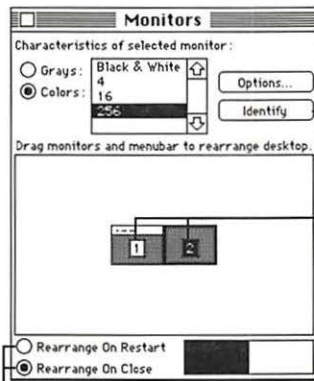 Monitors
Characteristics of selected monitor:
Grays:
Colors:
Black & White
4
16
256
Options...
Identify
Drag monitors and menubar to rearrange desktop.
1
2
Rearrange On Restart
Rearrange On Close